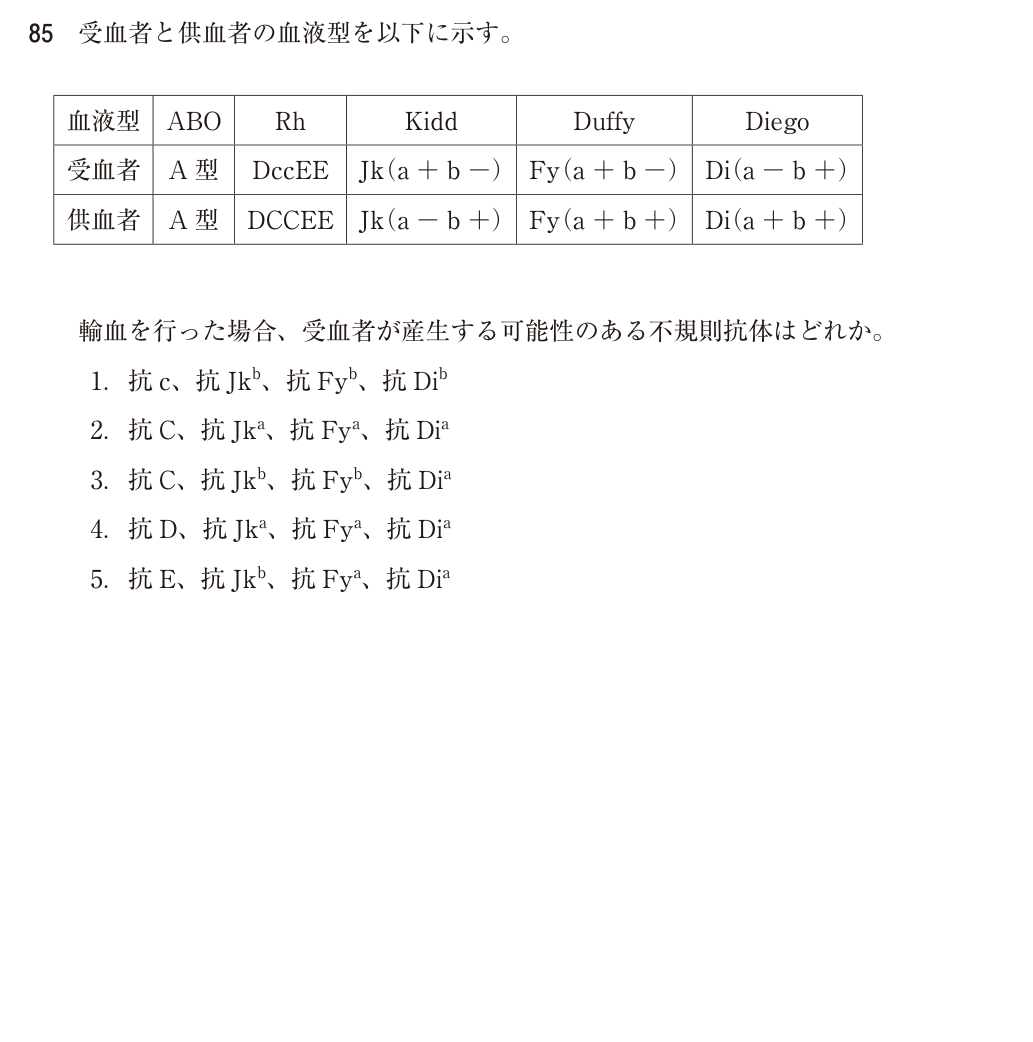 85 受血者と供血者の血液型を以下に示す。
血液型 ABO Rh Kidd Duffy Diego
受血者 A 型 DccEE Jk(a + b −) Fy(a + b −) Di(a − b +)
供血者 A 型 DCCEE Jk(a − b +) Fy(a + b +) Di(a + b +)
輸血を行った場合、受血者が産生する可能性のある不規則抗体はどれか。
1. 抗 c、抗 Jkᵇ、抗 Fyᵇ、抗 Diᵇ
2. 抗 C、抗 Jkᵃ、抗 Fyᵃ、抗 Diᵃ
3. 抗 C、抗 Jkᵇ、抗 Fyᵇ、抗 Diᵃ
4. 抗 D、抗 Jkᵃ、抗 Fyᵃ、抗 Diᵃ
5. 抗 E、抗 Jkᵇ、抗 Fyᵃ、抗 Diᵃ